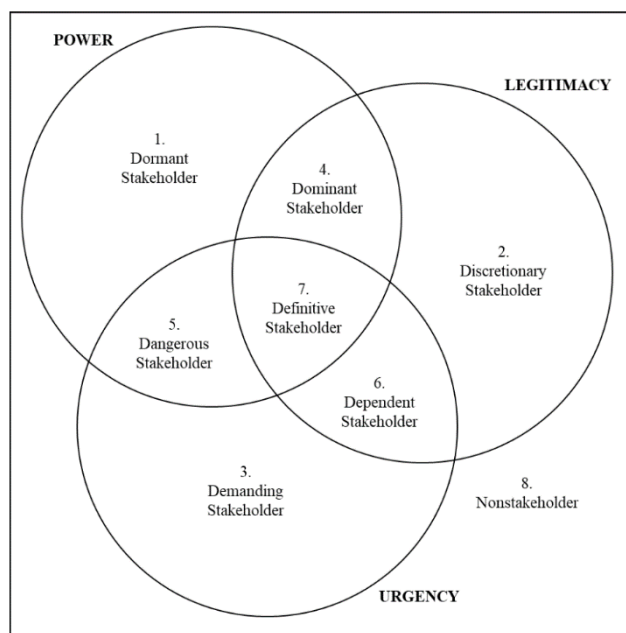 POWER
LEGITIMACY
1.
Dormant
Stakeholder
4.
Dominant
Stakeholder
2.
Discretionary
Stakeholder
7.
Definitive
Stakeholder
5.
Dangerous
Stakeholder
6.
Dependent
Stakeholder
3.
Demanding
Stakeholder
8.
Nonstakeholder
URGENCY